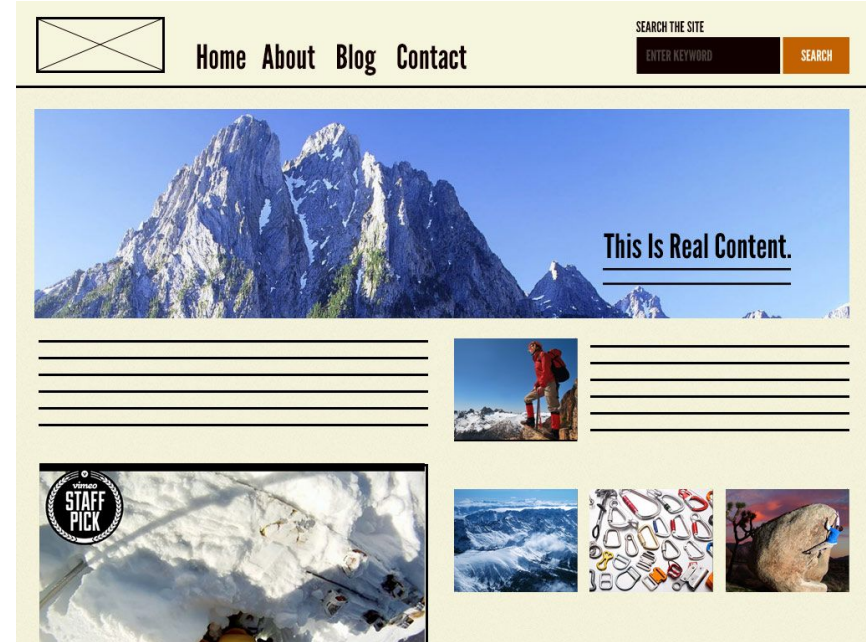 SEARCH THE SITE
Home About Blog Contact
ENTER KEYWORD
SEARCH
This Is Real Content.
vimeo
STAFF
PICK